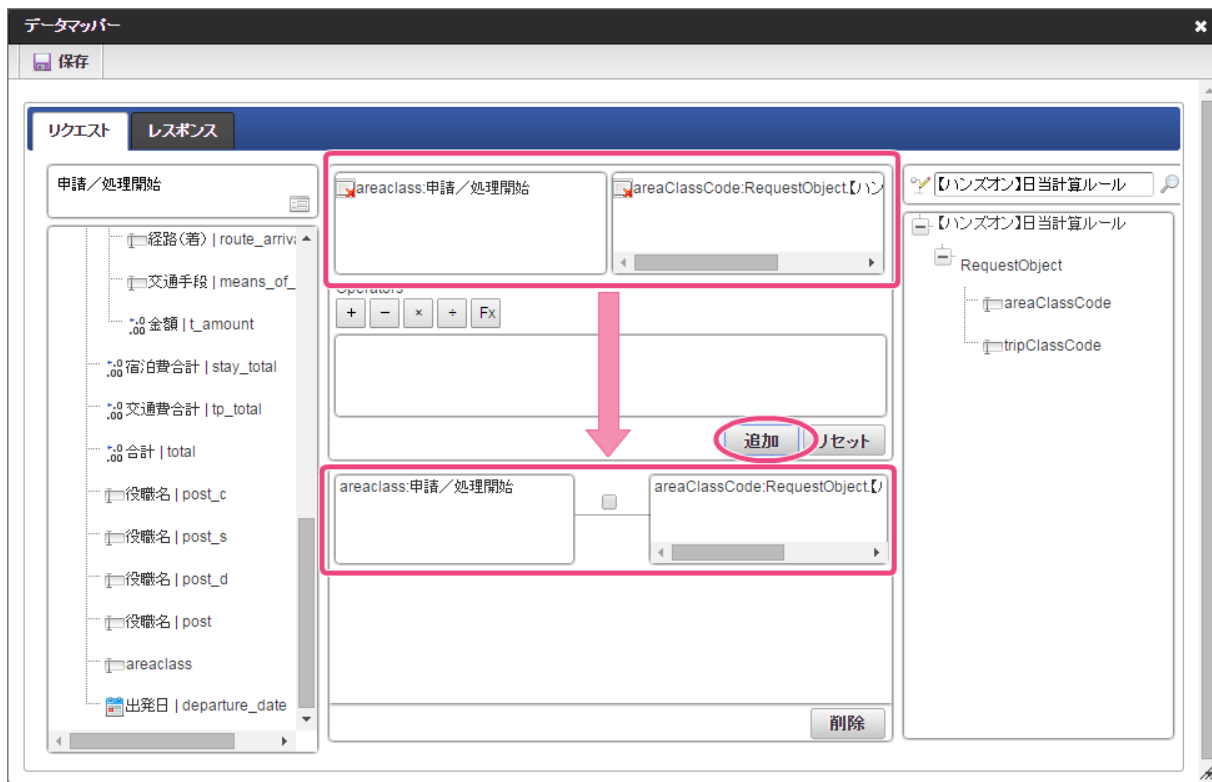 データマッパー
保存
リクエスト レスポンス
申請／処理開始
経路(着) | route_arriv
交通手段 | means_of_
金額 | t_amount
宿泊費合計 | stay_total
交通費合計 | tp_total
合計 | total
役職名 | post_c
役職名 | post_s
役職名 | post_d
役職名 | post
areaclass
出発日 | departure_date
areaclass:申請／処理開始
areaClassCode:RequestObject.【ハン
Operators
+ − × ÷ Fx
追加 リセット
areaclass:申請／処理開始
areaClassCode:RequestObject.【ハ
削除
【ハンズオン】日当計算ルール
【ハンズオン】日当計算ルール
RequestObject
areaClassCode
tripClassCode